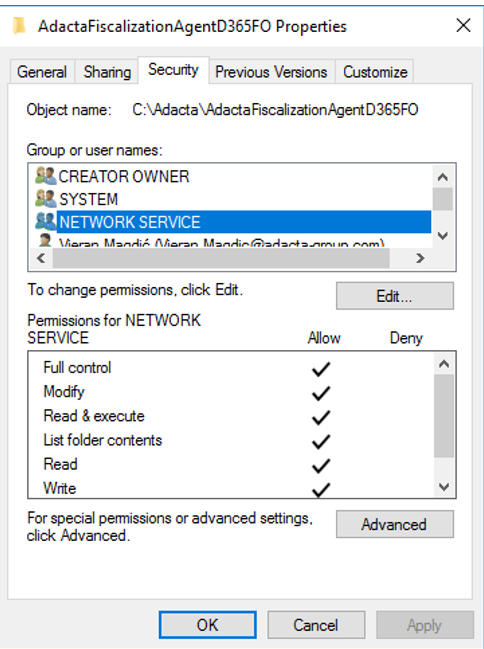 AdactaFiscalizationAgentD365FO Properties
General Sharing Security Previous Versions Customize
Object name: C:\Adacta\AdactaFiscalizationAgentD365FO
Group or user names:
CREATOR OWNER
SYSTEM
NETWORK SERVICE
Vjeran Magdić (Vjeran.Magdic@adacta-group.com)
To change permissions, click Edit.
Edit...
Permissions for NETWORK
SERVICE Allow Deny
Full control
Modify
Read & execute
List folder contents
Read
Write
For special permissions or advanced settings,
click Advanced.
Advanced
OK Cancel Apply